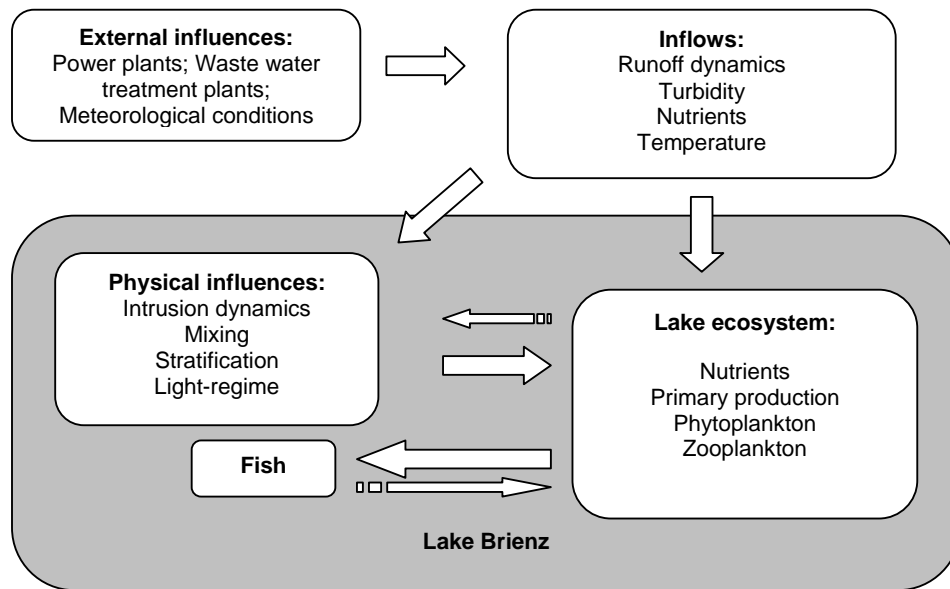 External influences:
Power plants; Waste water
treatment plants;
Meteorological conditions
Inflows:
Runoff dynamics
Turbidity
Nutrients
Temperature
Physical influences:
Intrusion dynamics
Mixing
Stratification
Light-regime
Lake ecosystem:
Nutrients
Primary production
Phytoplankton
Zooplankton
Fish
Lake Brienz